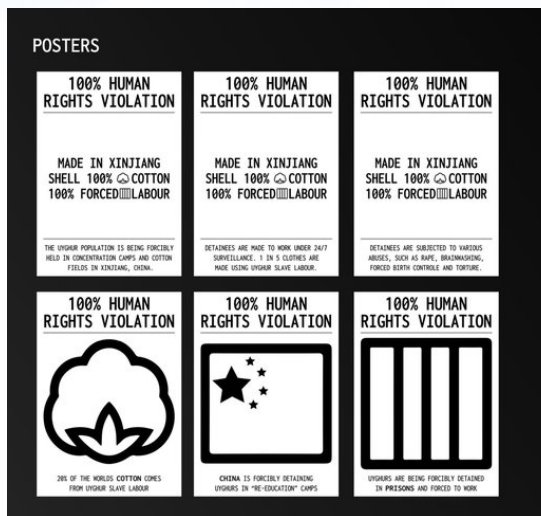 POSTERS
100% HUMAN
RIGHTS VIOLATION
MADE IN XINJIANG
SHELL 100% COTTON
100% FORCED LABOUR
THE UYGHUR POPULATION IS BEING FORCIBLY
HELD IN CONCENTRATION CAMPS AND COTTON
FIELDS IN XINJIANG, CHINA.
100% HUMAN
RIGHTS VIOLATION
MADE IN XINJIANG
SHELL 100% COTTON
100% FORCED LABOUR
DETAINEES ARE MADE TO WORK UNDER 24/7
SURVEILLANCE. 1 IN 5 CLOTHES ARE
MADE USING UYGHUR SLAVE LABOUR.
100% HUMAN
RIGHTS VIOLATION
MADE IN XINJIANG
SHELL 100% COTTON
100% FORCED LABOUR
DETAINEES ARE SUBJECTED TO VARIOUS
ABUSES, SUCH AS RAPE, BRAINWASHING,
FORCED BIRTH CONTROLE AND TORTURE.
100% HUMAN
RIGHTS VIOLATION
20% OF THE WORLDS COTTON COMES
FROM UYGHUR SLAVE LABOUR
100% HUMAN
RIGHTS VIOLATION
CHINA IS FORCIBLY DETAINING
UYGHURS IN "RE-EDUCATION" CAMPS
100% HUMAN
RIGHTS VIOLATION
UYGHURS ARE BEING FORCIBLY DETAINED
IN PRISONS AND FORCED TO WORK